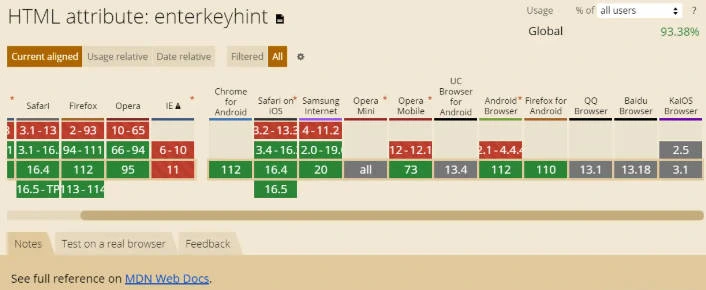 HTML attribute: enterkeyhint
Usage % of all users ?
Global 93.38%
Current aligned Usage relative Date relative Filtered All
* * * * *
Safari Firefox Opera IE Chrome for Android Safari on iOS Samsung Internet Opera Mini Opera Mobile UC Browser for Android Android Browser Firefox for Android QQ Browser Baidu Browser KaiOS Browser
3.1 - 13 2 - 93 10 - 65 3.2 - 13.3 4 - 11.2
3.1 - 16. 94 - 111 66 - 94 6 - 10 3.4 - 16. 2.0 - 19. 12 - 12.1 2.1 - 4.4.4 2.5
16.4 112 95 11 112 16.4 20 all 73 13.4 112 110 13.1 13.18 3.1
16.5 - TP 113 - 114 16.5
Notes Test on a real browser Feedback
See full reference on MDN Web Docs.